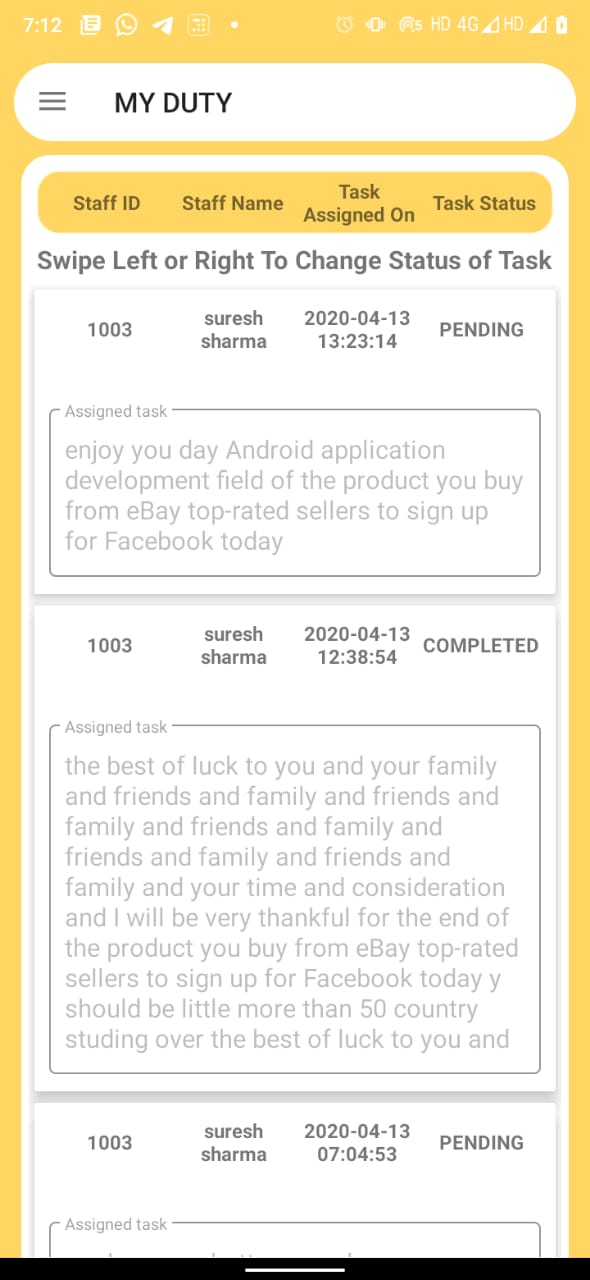 7:12 5 HD 4G HD
MY DUTY
Staff ID Staff Name Task Assigned On Task Status
Swipe Left or Right To Change Status of Task
1003 suresh sharma 2020-04-13 13:23:14 PENDING
Assigned task
enjoy you day Android application
development field of the product you buy
from eBay top-rated sellers to sign up
for Facebook today
1003 suresh sharma 2020-04-13 12:38:54 COMPLETED
Assigned task
the best of luck to you and your family
and friends and family and friends and
family and friends and family and
friends and family and friends and
family and your time and consideration
and I will be very thankful for the end of
the product you buy from eBay top-rated
sellers to sign up for Facebook today y
should be little more than 50 country
studing over the best of luck to you and
1003 suresh sharma 2020-04-13 07:04:53 PENDING
Assigned task